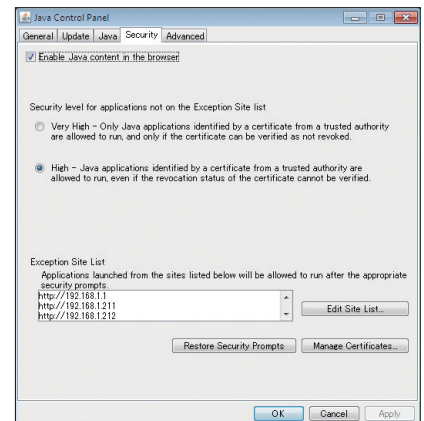 Java Control Panel
General Update Java Security Advanced
Enable Java content in the browser
Security level for applications not on the Exception Site list
Very High - Only Java applications identified by a certificate from a trusted authority
are allowed to run, and only if the certificate can be verified as not revoked.
High - Java applications identified by a certificate from a trusted authority are
allowed to run, even if the revocation status of the certificate cannot be verified.
Exception Site List
Applications launched from the sites listed below will be allowed to run after the appropriate
security prompts.
http://192.168.1.1
http://192.168.1.211
http://192.168.1.212
Edit Site List...
Restore Security Prompts Manage Certificates...
OK Cancel Apply